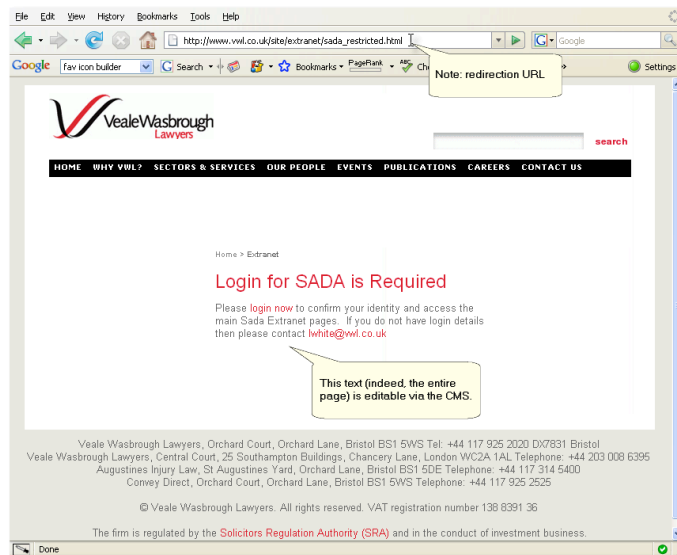 File Edit View History Bookmarks Tools Help
http://www.vwl.co.uk/site/extranet/sada_restricted.html
G Google
Google fav icon builder G Search Bookmarks PageRank Ch Settings
Note: redirection URL
VealeWasbrough
Lawyers
search
HOME WHY VWL? SECTORS & SERVICES OUR PEOPLE EVENTS PUBLICATIONS CAREERS CONTACT US
Home > Extranet
Login for SADA is Required
Please login now to confirm your identity and access the
main Sada Extranet pages. If you do not have login details
then please contact lwhite@vwl.co.uk
This text (indeed, the entire
page) is editable via the CMS.
Veale Wasbrough Lawyers, Orchard Court, Orchard Lane, Bristol BS1 5WS Tel: +44 117 925 2020 DX7831 Bristol
Veale Wasbrough Lawyers, Central Court, 25 Southampton Buildings, Chancery Lane, London WC2A 1AL Telephone: +44 203 008 6395
Augustines Injury Law, St Augustines Yard, Orchard Lane, Bristol BS1 5DE Telephone: +44 117 314 5400
Convey Direct, Orchard Court, Orchard Lane, Bristol BS1 5WS Telephone: +44 117 925 2525
© Veale Wasbrough Lawyers. All rights reserved. VAT registration number 138 8391 36
The firm is regulated by the Solicitors Regulation Authority (SRA) and in the conduct of investment business.
Done